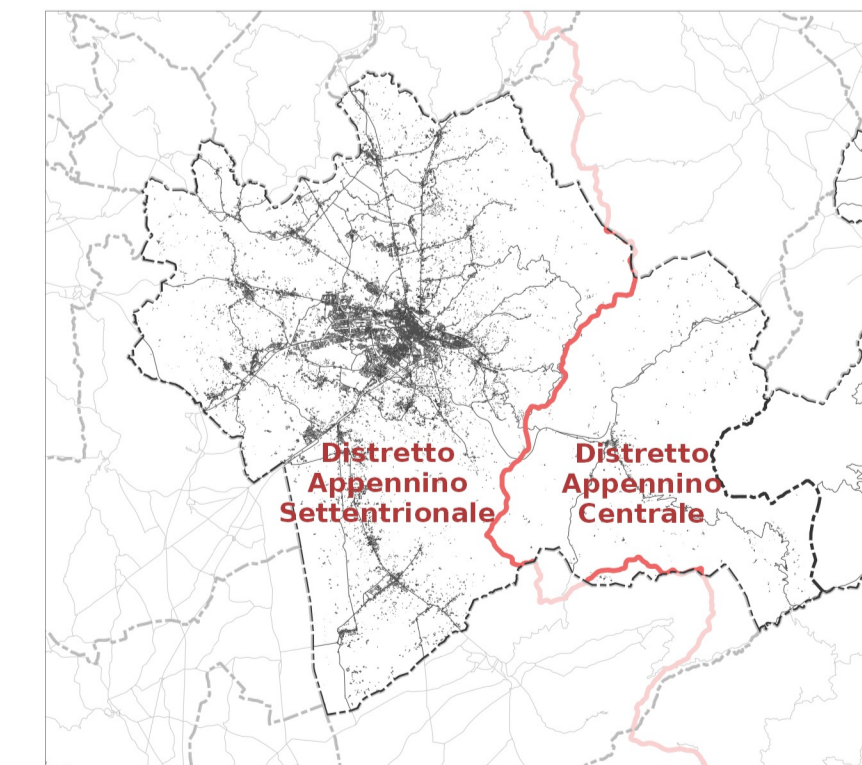 Distretto
Appennino
Settentrionale
Distretto
Appennino
Centrale